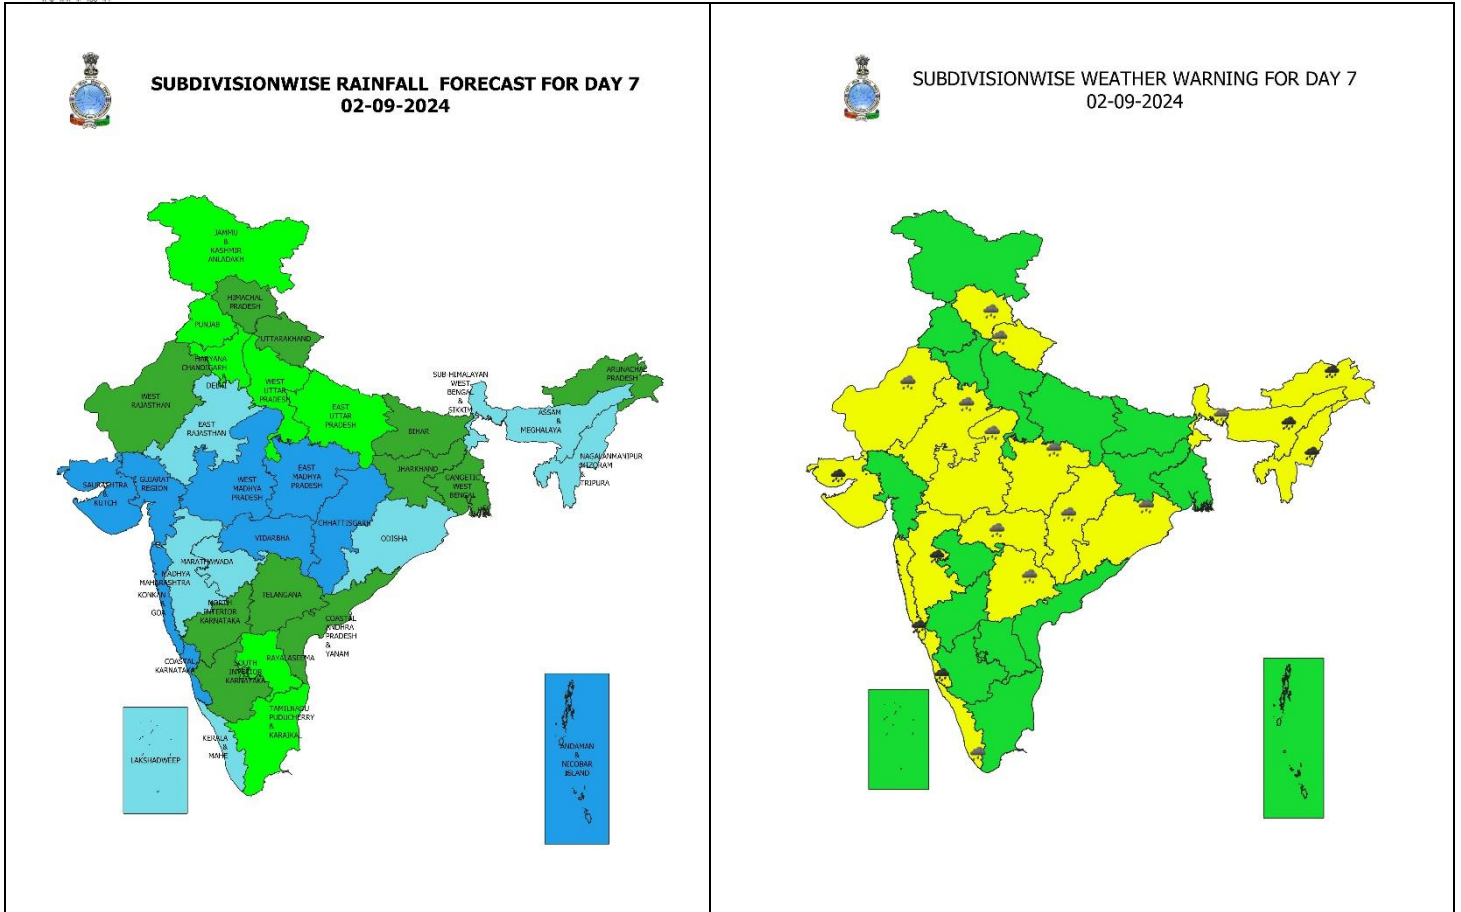 SUBDIVISIONWISE RAINFALL FORECAST FOR DAY 7
02-09-2024
JAMMU
&
KASHMIR
ANLADAKH
HIMACHAL
PRADESH
PUNJAB
UTTARAKHAND
HARYANA
CHANDIGARH
DELHI
WEST
RAJASTHAN
WEST
UTTAR
PRADESH
EAST
UTTAR
PRADESH
EAST
RAJASTHAN
SUB HIMALAYAN
WEST
BENGAL
&
SIKKIM
ARUNACHAL
PRADESH
ASSAM
&
MEGHALAYA
NAGALANMANIPUR
MIZORAM
&
TRIPURA
BIHAR
JHARKHAND
GANGETIC
WEST
BENGAL
SAURASHTRA
&
KUTCH
GUJARAT
REGION
WEST
MADHYA
PRADESH
EAST
MADHYA
PRADESH
CHHATTISGARH
VIDARBHA
ODISHA
MARATHAWADA
MADHYA
MAHARASHTRA
KONKAN
&
GOA
NORTH
INTERIOR
KARNATAKA
TELANGANA
COASTAL
ANDHRA
PRADESH
&
YANAM
RAYALASEEMA
COASTAL
KARNATAKA
SOUTH
INTERIOR
KARNATAKA
TAMILNADU
PUDUCHERRY
&
KARAIKAL
KERALA
&
MAHE
LAKSHADWEEP
ANDAMAN
&
NICOBAR
ISLAND
SUBDIVISIONWISE WEATHER WARNING FOR DAY 7
02-09-2024